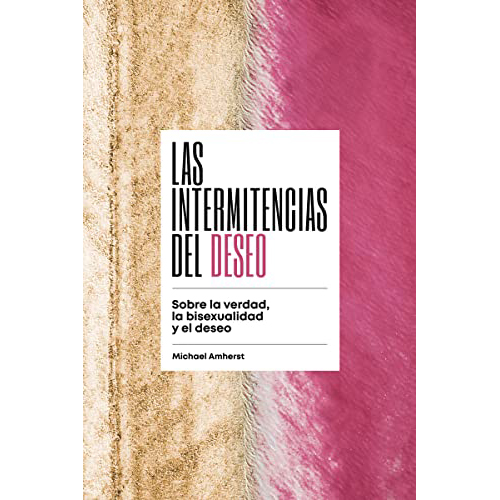 LAS
INTERMITENCIAS
DEL DESEO
Sobre la verdad,
la bisexualidad
y el deseo
Michael Amherst